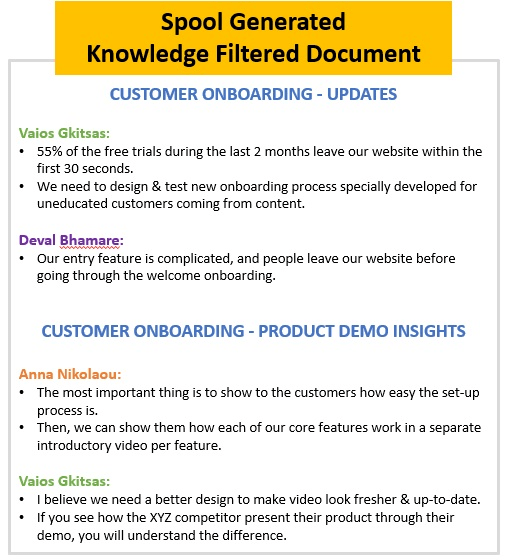 Spool Generated
Knowledge Filtered Document
CUSTOMER ONBOARDING - UPDATES
Vaios Gkitsas:
• 55% of the free trials during the last 2 months leave our website within the
first 30 seconds.
• We need to design & test new onboarding process specially developed for
uneducated customers coming from content.
Deval Bhamare:
• Our entry feature is complicated, and people leave our website before
going through the welcome onboarding.
CUSTOMER ONBOARDING - PRODUCT DEMO INSIGHTS
Anna Nikolaou:
• The most important thing is to show to the customers how easy the set-up
process is.
• Then, we can show them how each of our core features work in a separate
introductory video per feature.
Vaios Gkitsas:
• I believe we need a better design to make video look fresher & up-to-date.
• If you see how the XYZ competitor present their product through their
demo, you will understand the difference.